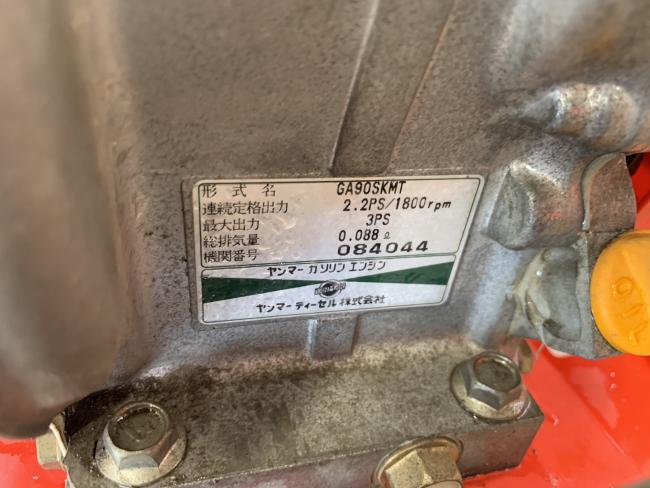 形式名 GA90SKMT
連続定格出力 2.2PS/1800rpm
最大出力 3PS
総排気量 0.088ℓ
機関番号 084044
ヤンマー ガソリン エンジン
ヤンマーディーゼル 株式会社
OIL